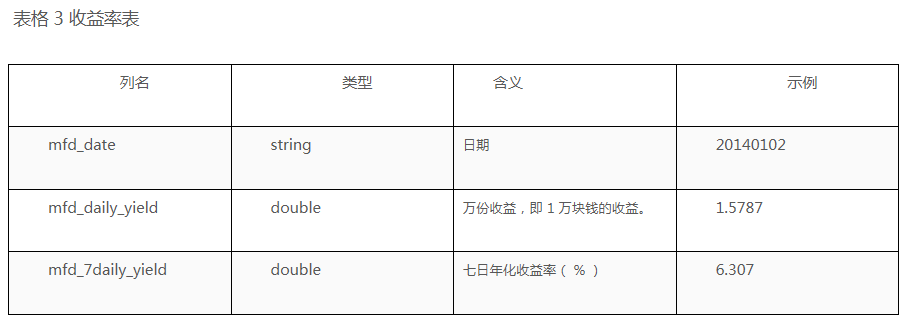 表格 3 收益率表
列名 类型 含义 示例
mfd_date string 日期 20140102
mfd_daily_yield double 万份收益，即 1 万块钱的收益。 1.5787
mfd_7daily_yield double 七日年化收益率（ % ） 6.307